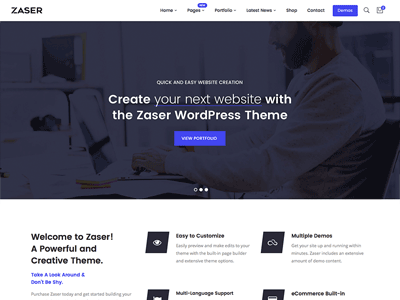 ZASER
Home Pages NEW Portfolio Latest News Shop Contact Demos
QUICK AND EASY WEBSITE CREATION
Create your next website with
the Zaser WordPress Theme
VIEW PORTFOLIO
Welcome to Zaser!
A Powerful and
Creative Theme.
Take A Look Around &
Don't Be Shy.
Purchase Zaser today and get started building your
Easy to Customize
Easily preview and make edits to your
theme with the built-in page builder
and extensive theme options.
Multiple Demos
Get your site up and running within
minutes. Zaser includes an extensive
amount of demo content.
Multi-Language Support
eCommerce Built-in